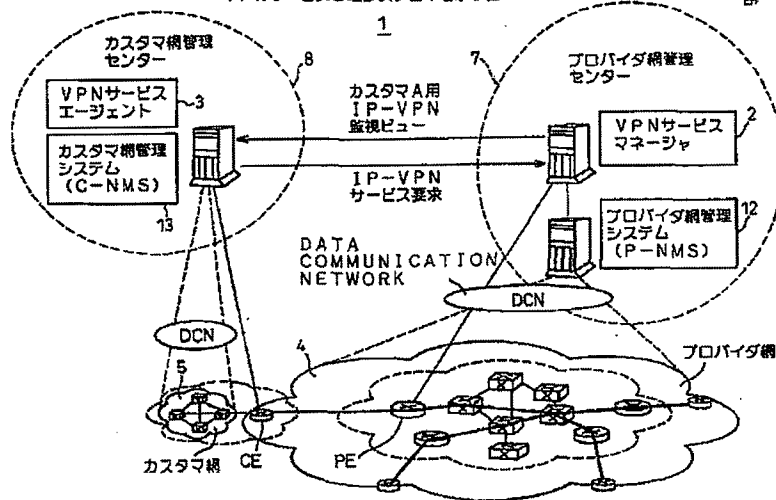 1
カスタマ網管理
センター
8
VPNサービス
エージェント
3
カスタマ網管理
システム
(C-NMS)
13
カスタマA用
IP-VPN
監視ビュー
IP-VPN
サービス要求
7
プロバイダ網管理
センター
VPNサービス
マネージャ
2
プロバイダ網管理
システム
(P-NMS)
12
DATA
COMMUNICATION
NETWORK
DCN
DCN
5
4
プロバイダ網
カスタマ網
CE
PE